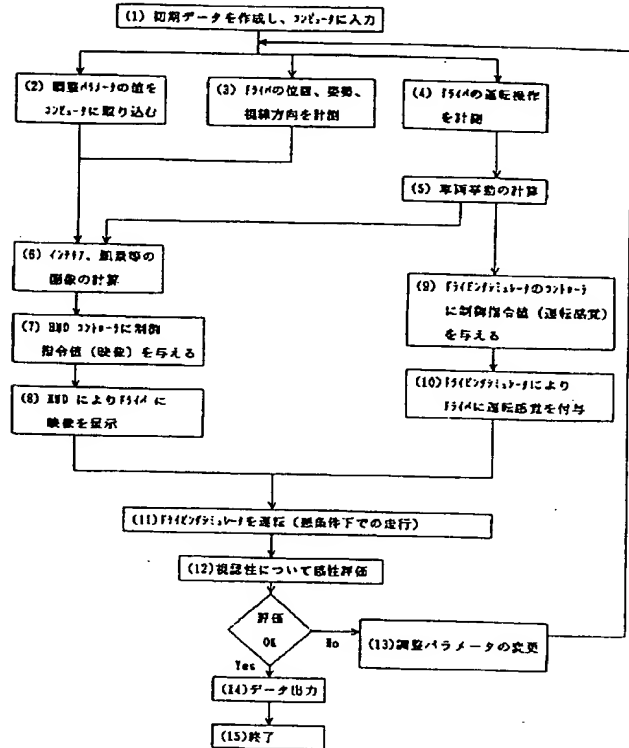 (1) 初期データを作成し、コンピュータに入力
(2) 調整パラメータの値を
コンピュータに取り込む
(3) ドライバの位置、姿勢、
視線方向を計測
(4) ドライバの運転操作
を計測
(5) 車両挙動の計算
(6) インテリア、風景等の
画像の計算
(7) HMD コントローラに制御
指令値（映像）を与える
(8) HMD によりドライバに
映像を呈示
(9) ドライビングシミュレータのコントローラ
に制御指令値（運転感覚）
を与える
(10)ドライビングシミュレータにより
ドライバに運転感覚を付与
(11)ドライビングシミュレータを運転（悪条件下での走行）
(12)視認性について感性評価
評価
OK
No
(13)調整パラメータの変更
Yes
(14)データ出力
(15)終了